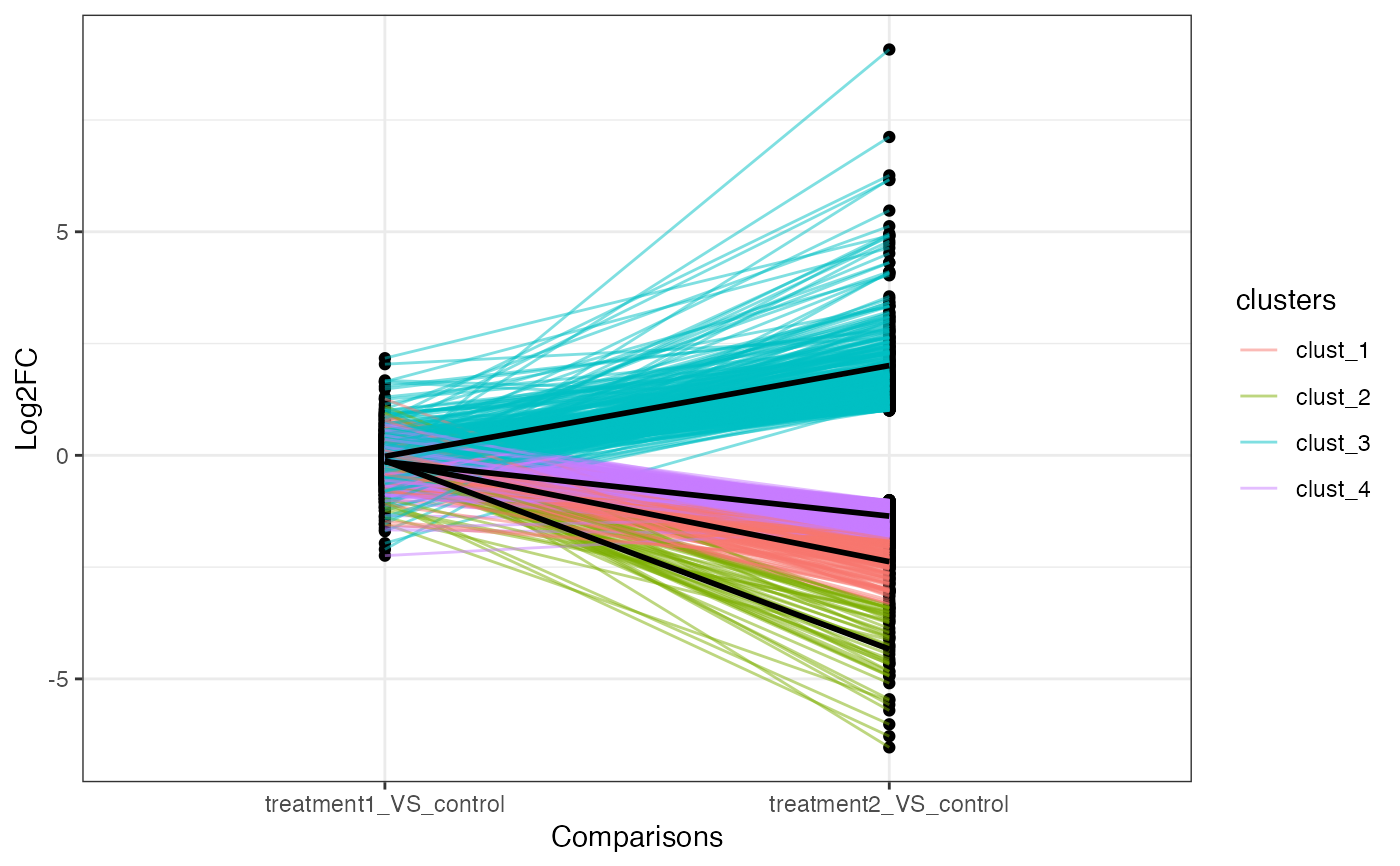 Log2FC
5
0
-5
treatment1_VS_control
treatment2_VS_control
Comparisons
clusters
clust_1
clust_2
clust_3
clust_4